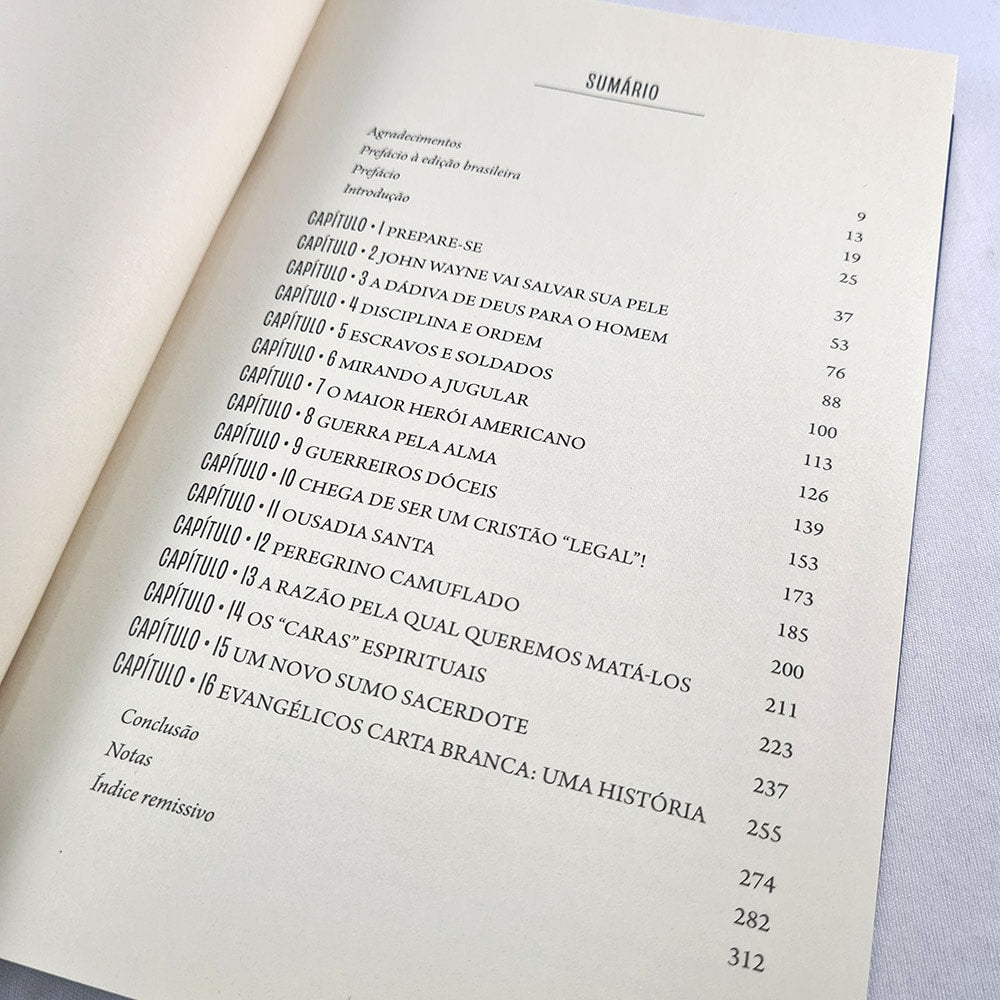 SUMÁRIO
Agradecimentos 9
Prefácio à edição brasileira 13
Prefácio 19
Introdução 25
CAPÍTULO • 1 PREPARE-SE 37
CAPÍTULO • 2 JOHN WAYNE VAI SALVAR SUA PELE 53
CAPÍTULO • 3 A DÁDIVA DE DEUS PARA O HOMEM 76
CAPÍTULO • 4 DISCIPLINA E ORDEM 88
CAPÍTULO • 5 ESCRAVOS E SOLDADOS 100
CAPÍTULO • 6 MIRANDO A JUGULAR 113
CAPÍTULO • 7 O MAIOR HERÓI AMERICANO 126
CAPÍTULO • 8 GUERRA PELA ALMA 139
CAPÍTULO • 9 GUERREIROS DÓCEIS 153
CAPÍTULO • 10 CHEGA DE SER UM CRISTÃO “LEGAL”! 173
CAPÍTULO • 11 OUSADIA SANTA 185
CAPÍTULO • 12 PEREGRINO CAMUFLADO 200
CAPÍTULO • 13 A RAZÃO PELA QUAL QUEREMOS MATÁ-LOS 211
CAPÍTULO • 14 OS “CARAS” ESPIRITUAIS 223
CAPÍTULO • 15 UM NOVO SUMO SACERDOTE 237
CAPÍTULO • 16 EVANGÉLICOS CARTA BRANCA: UMA HISTÓRIA 255
Conclusão 274
Notas 282
Índice remissivo 312